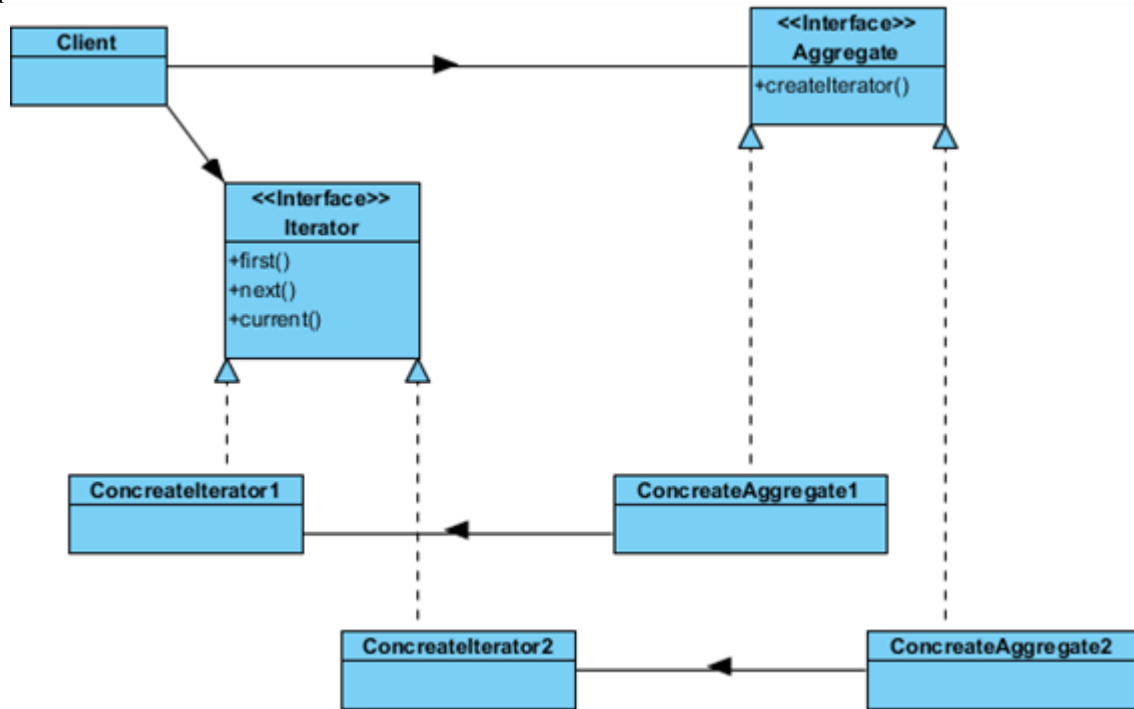 Client
<<Interface>>
Aggregate
+createIterator()
<<Interface>>
Iterator
+first()
+next()
+current()
ConcreateIterator1
ConcreateAggregate1
ConcreateIterator2
ConcreateAggregate2